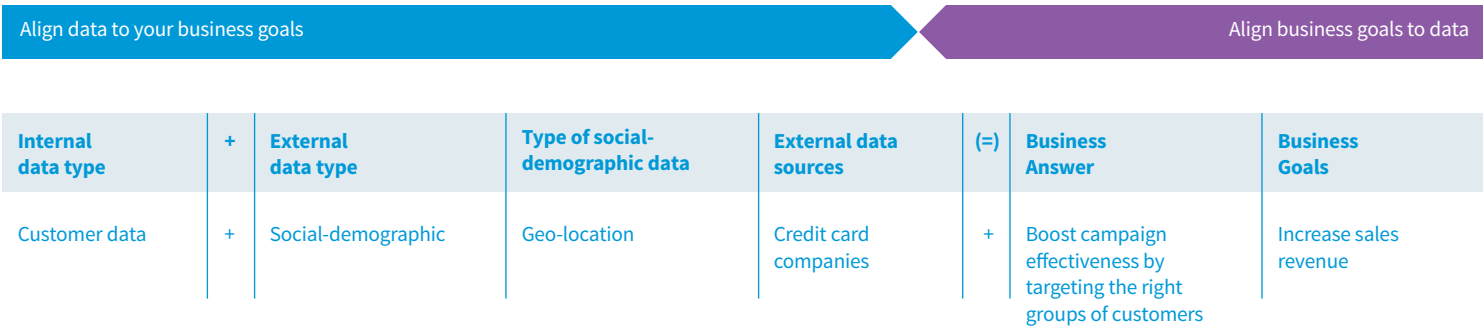 Align data to your business goals
Align business goals to data
Internal
data type
+
External
data type
Type of social-
demographic data
External data
sources
(=)
Business
Answer
Business
Goals
Customer data
+
Social-demographic
Geo-location
Credit card
companies
+
Boost campaign
effectiveness by
targeting the right
groups of customers
Increase sales
revenue